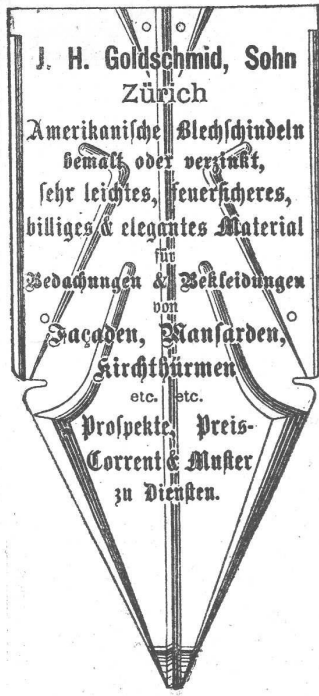 J. H. Goldschmid, Sohn
Zürich
Amerikaniſche Blechſchindeln
bemalt oder verzinkt,
ſehr leichtes, feuerſicheres,
billiges & elegantes Material
für
Bedachungen & Bekleidungen
von
Façaden, Manſarden,
Kirchthürmen
etc. etc.
Proſpekte, Preis-
Corrent & Muſter
zu Dienſten.